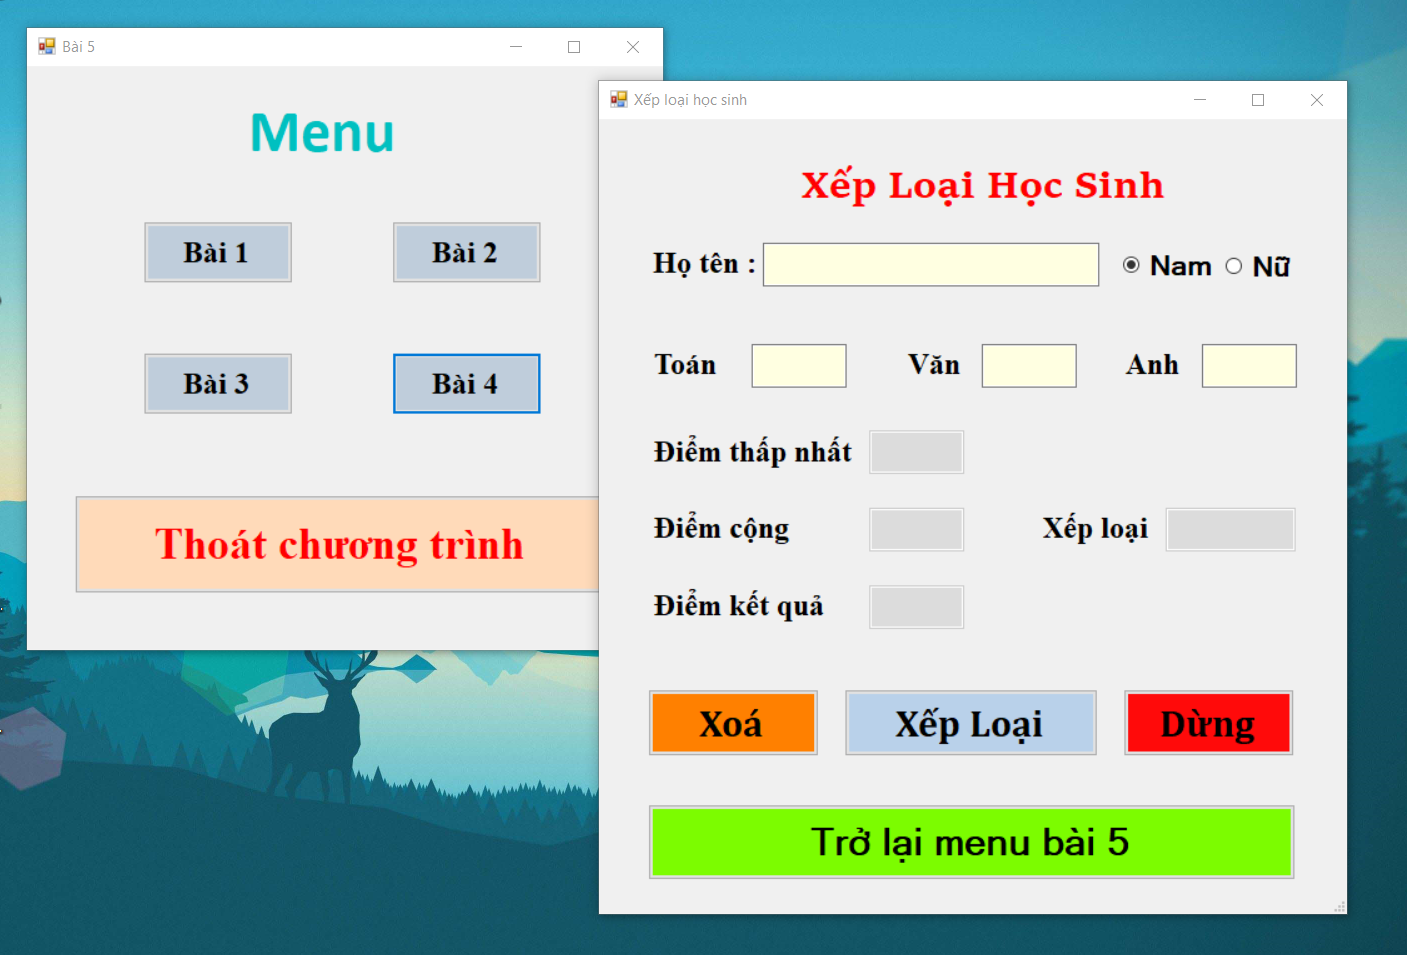 Bài 5
Menu
Bài 1 Bài 2
Bài 3 Bài 4
Thoát chương trình
Xếp loại học sinh
Xếp Loại Học Sinh
Họ tên : Nam Nữ
Toán Văn Anh
Điểm thấp nhất
Điểm cộng Xếp loại
Điểm kết quả
Xoá Xếp Loại Dừng
Trở lại menu bài 5